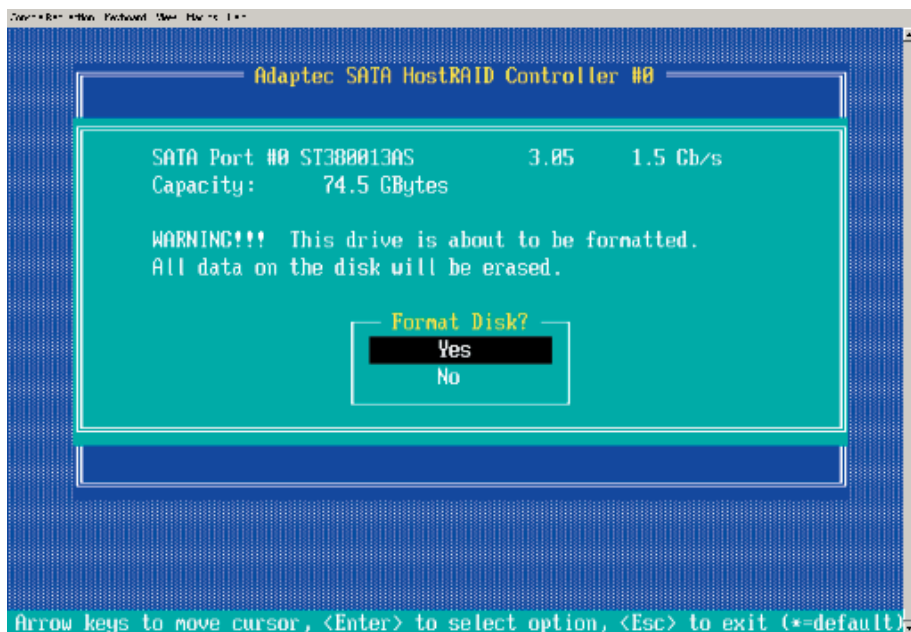 Keyboard
Adaptec SATA HostRAID Controller #0
SATA Port #0 ST380013AS 3.05 1.5 Gb/s
Capacity: 74.5 GBytes
WARNING!!! This drive is about to be formatted.
All data on the disk will be erased.
Format Disk?
Yes
No
Arrow keys to move cursor, <Enter> to select option, <Esc> to exit (*=default)